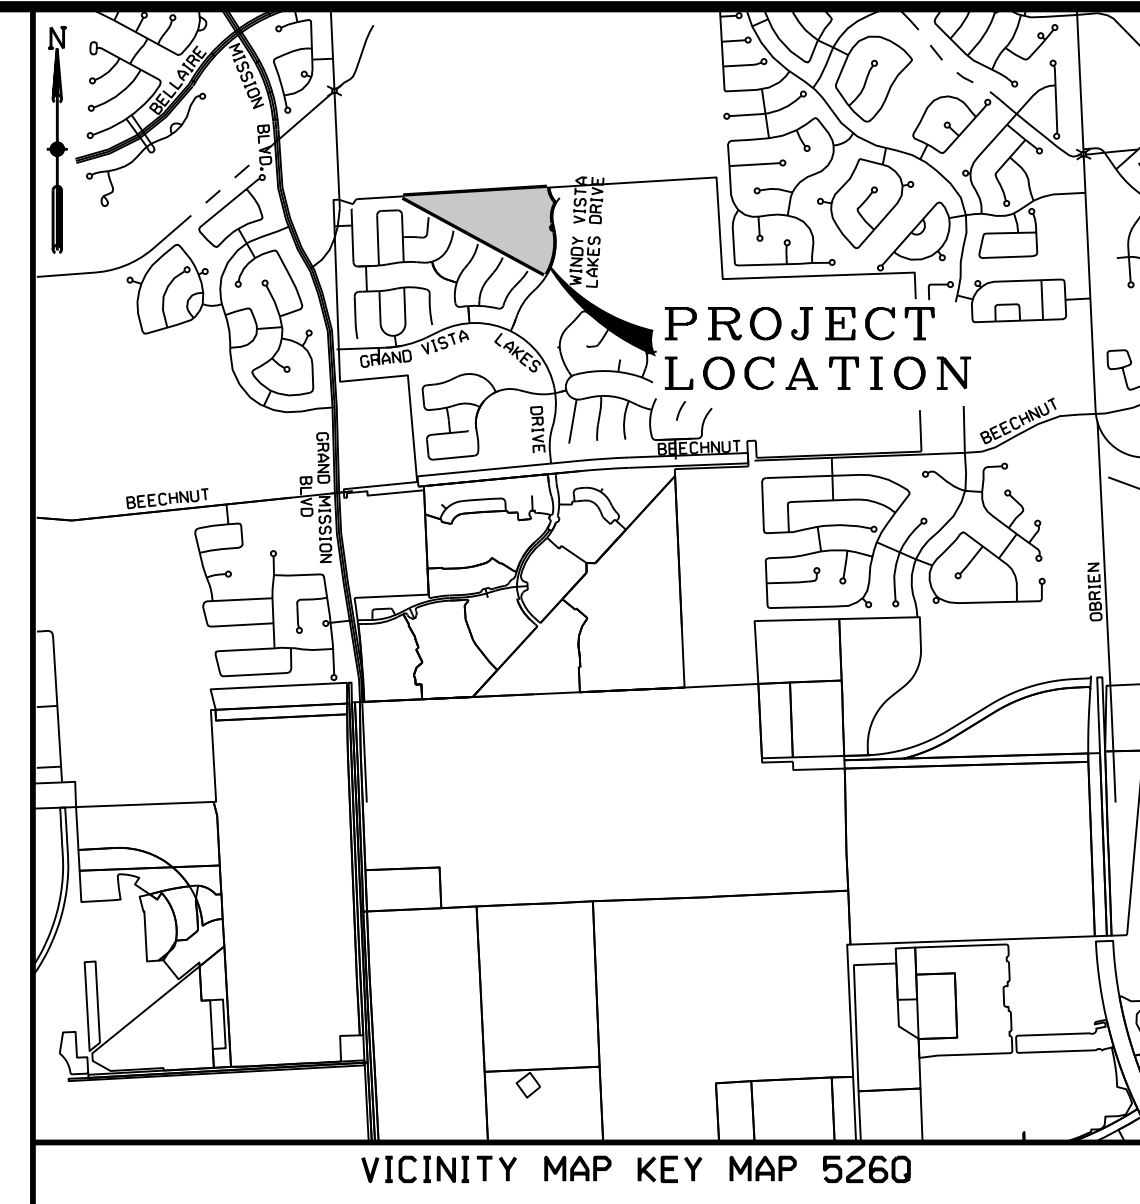 N
BELLAIRE
MISSION BLVD.
WINDY VISTA
LAKES DRIVE
PROJECT
LOCATION
GRAND VISTA LAKES
DRIVE
BEECHNUT
BEECHNUT
BEECHNUT
GRAND MISSION
BLVD
OBRIEN
VICINITY MAP KEY MAP 526Q